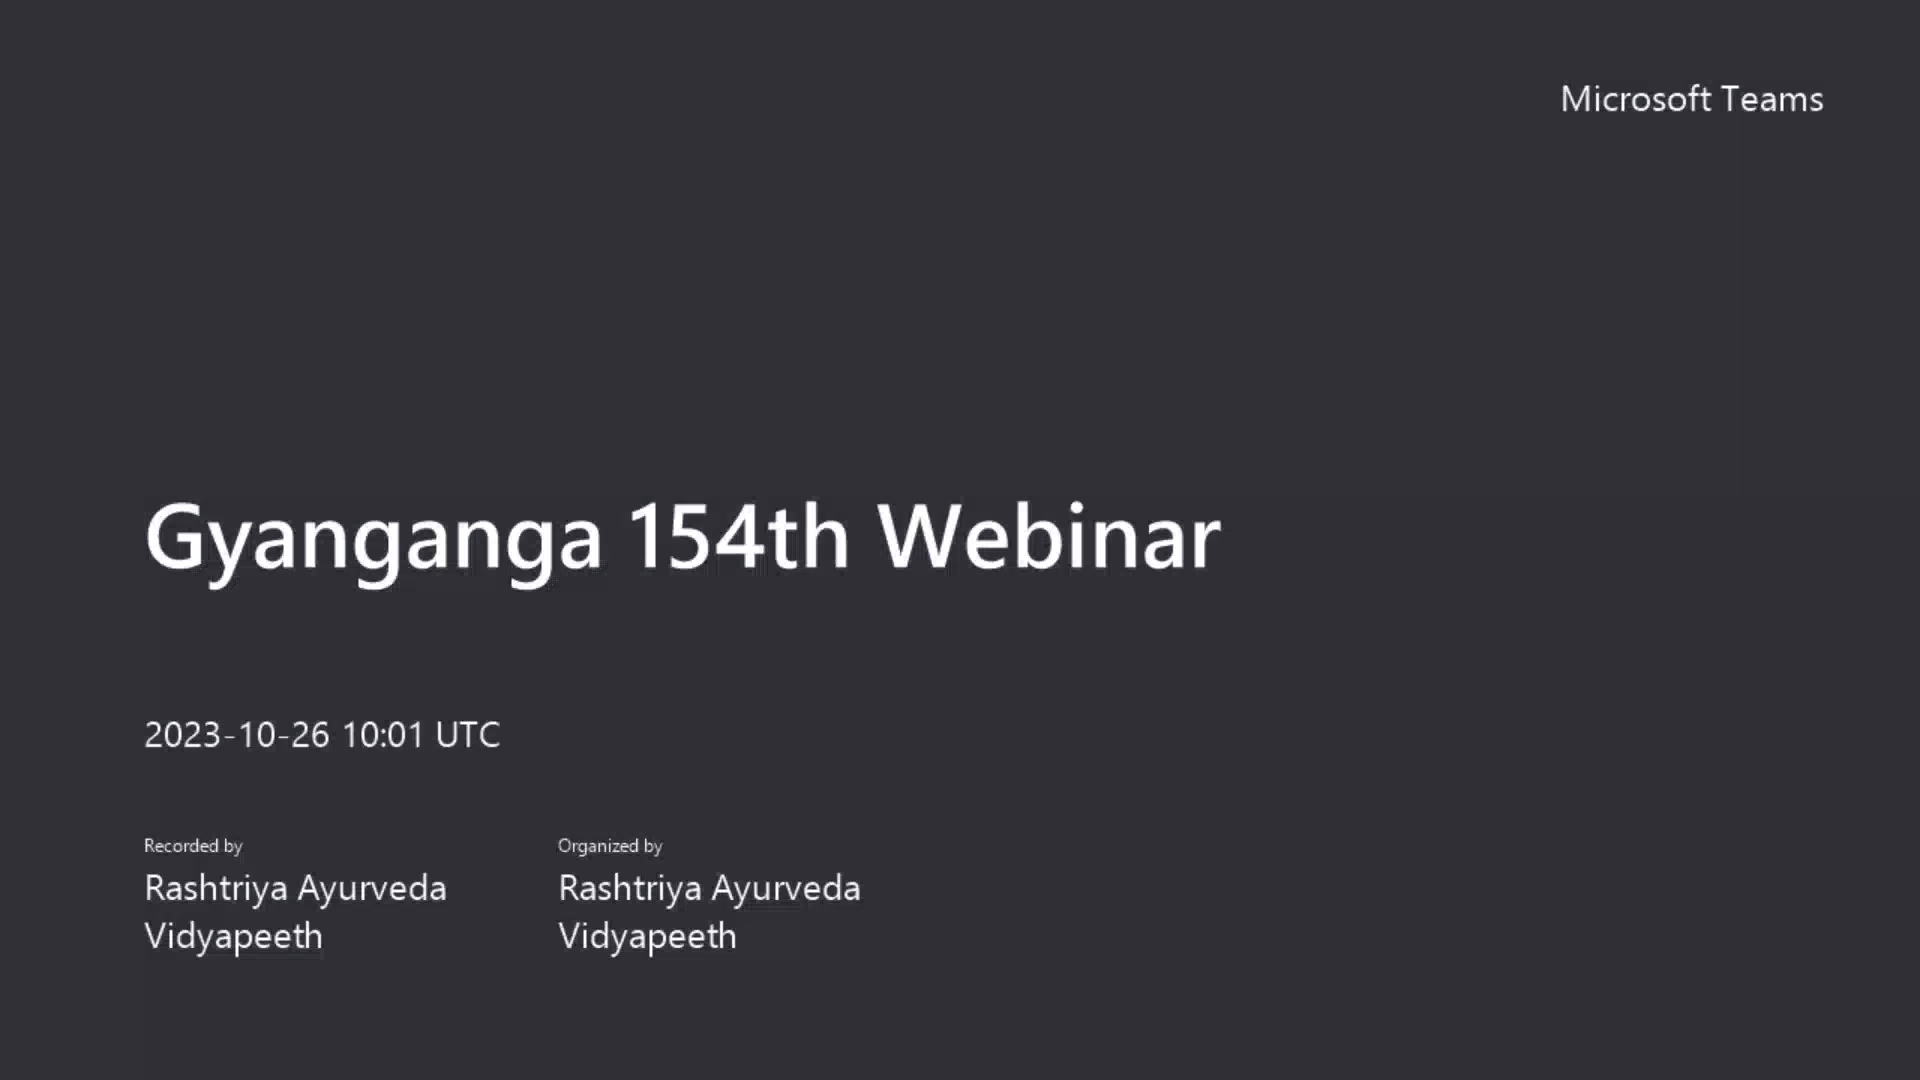 Microsoft Teams
Gyanganga 154th Webinar
2023-10-26 10:01 UTC
Recorded by
Rashtriya Ayurveda
Vidyapeeth
Organized by
Rashtriya Ayurveda
Vidyapeeth